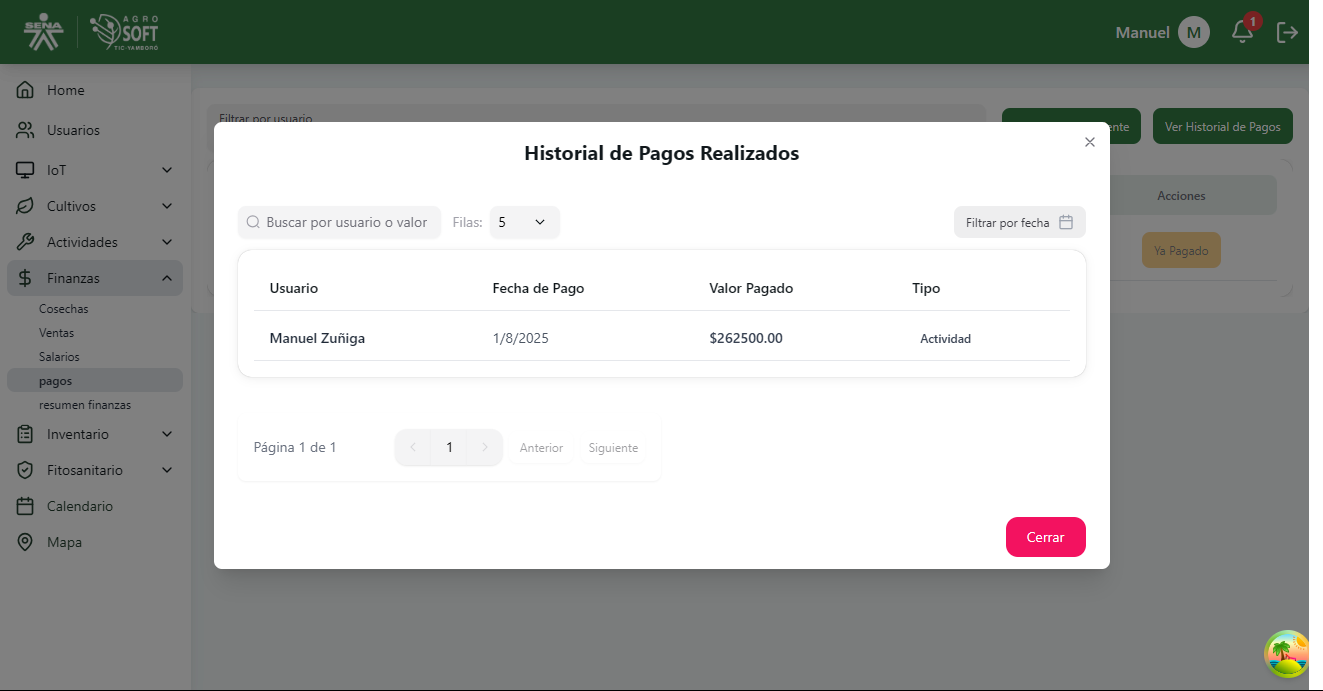 SENA
AGRO
SOFT
TIC-YAMBORO
Manuel
M
1
Home
Usuarios
IoT
Cultivos
Actividades
Finanzas
Cosechas
Ventas
Salarios
pagos
resumen finanzas
Inventario
Fitosanitario
Calendario
Mapa
Filtrar por usuario
Ver Historial de Pagos
Acciones
Ya Pagado
Historial de Pagos Realizados
Buscar por usuario o valor
Filas:
5
Filtrar por fecha
Usuario Fecha de Pago Valor Pagado Tipo
Manuel Zuñiga 1/8/2025 $262500.00 Actividad
Página 1 de 1
1
Anterior
Siguiente
Cerrar